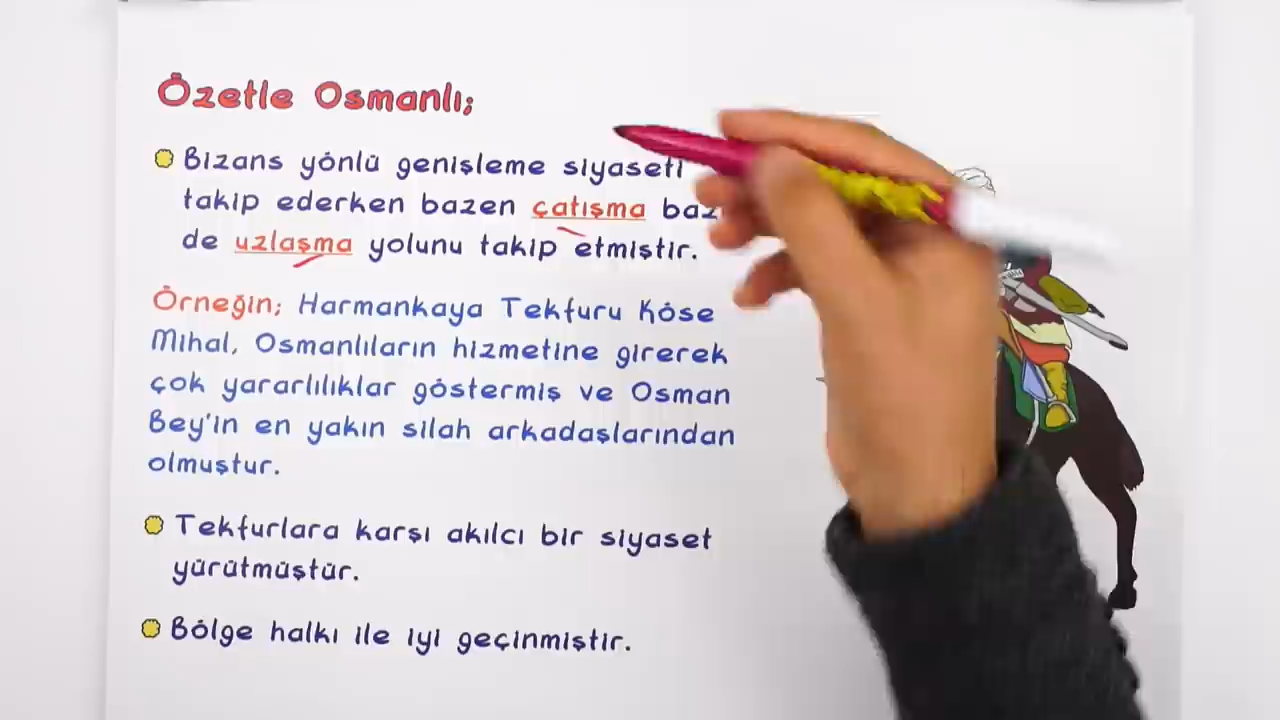 Özetle Osmanlı;
Bizans yönlü genişleme siyaseti
takip ederken bazen çatışma
de uzlaşma yolunu takip etmiştir.
Örneğin; Harmankaya Tekfuru Köse
Mihal, Osmanlıların hizmetine girerek
çok yararlılıklar göstermiş ve Osman
Bey'in en yakın silah arkadaşlarından
olmuştur.
Tekfurlara karşı akılcı bir siyaset
yürütmüştür.
Bölge halkı ile iyi geçinmiştir.